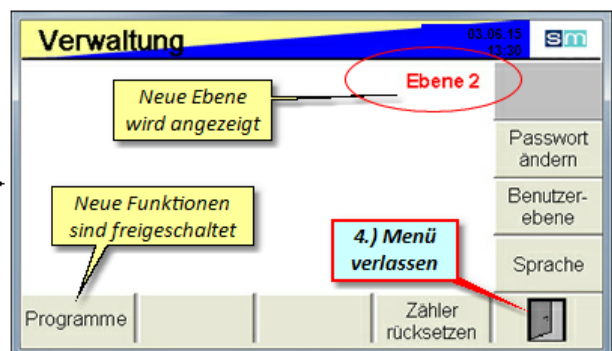 Verwaltung
03.06.15
13:30
sm
Ebene 2
Neue Ebene
wird angezeigt
Passwort
ändern
Benutzer-
ebene
Neue Funktionen
sind freigeschaltet
4.) Menü
verlassen
Sprache
Programme
Zähler
rücksetzen